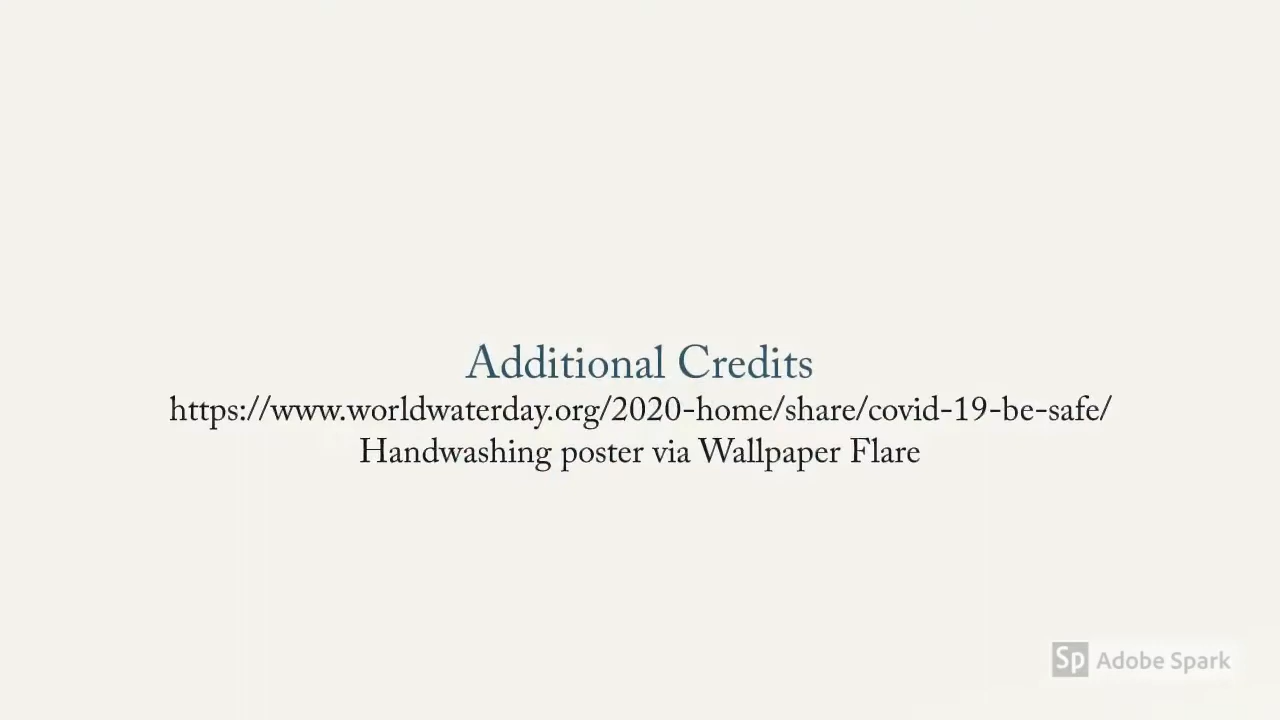 Additional Credits
https://www.worldwaterday.org/2020-home/share/covid-19-be-safe/
Handwashing poster via Wallpaper Flare
Sp Adobe Spark